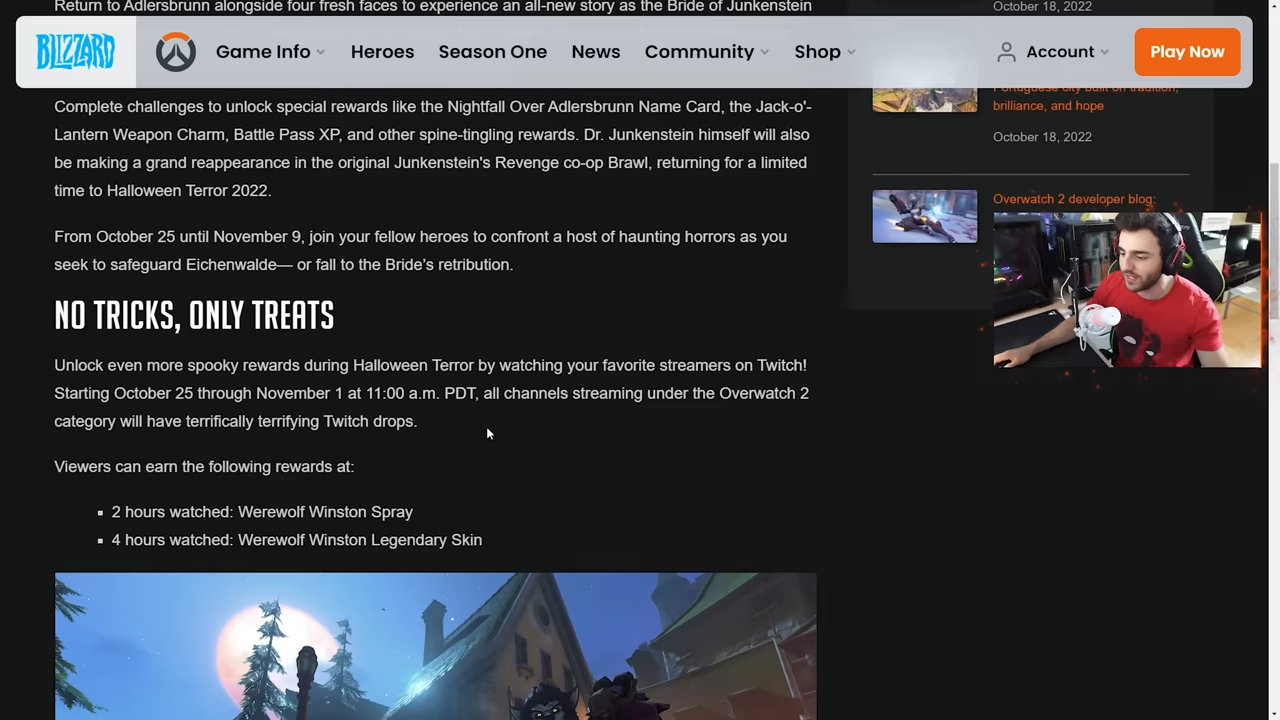 Return to Adlersbrunn alongside four fresh faces to experience an all-new story as the Bride of Junkenstein
October 18, 2022
BLIZZARD
Game Info
Heroes
Season One
News
Community
Shop
Account
Play Now
Complete challenges to unlock special rewards like the Nightfall Over Adlersbrunn Name Card, the Jack-o'-
Lantern Weapon Charm, Battle Pass XP, and other spine-tingling rewards. Dr. Junkenstein himself will also
be making a grand reappearance in the original Junkenstein's Revenge co-op Brawl, returning for a limited
time to Halloween Terror 2022.
From October 25 until November 9, join your fellow heroes to confront a host of haunting horrors as you
seek to safeguard Eichenwalde— or fall to the Bride's retribution.
NO TRICKS, ONLY TREATS
Unlock even more spooky rewards during Halloween Terror by watching your favorite streamers on Twitch!
Starting October 25 through November 1 at 11:00 a.m. PDT, all channels streaming under the Overwatch 2
category will have terrifically terrifying Twitch drops.
Viewers can earn the following rewards at:
▪ 2 hours watched: Werewolf Winston Spray
▪ 4 hours watched: Werewolf Winston Legendary Skin
Portuguese city built on tradition,
brilliance, and hope
October 18, 2022
Overwatch 2 developer blog: